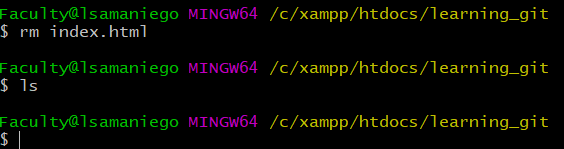 Faculty@lsamaniego MINGW64 /c/xampp/htdocs/learning_git
$ rm index.html
Faculty@lsamaniego MINGW64 /c/xampp/htdocs/learning_git
$ ls
Faculty@lsamaniego MINGW64 /c/xampp/htdocs/learning_git
$